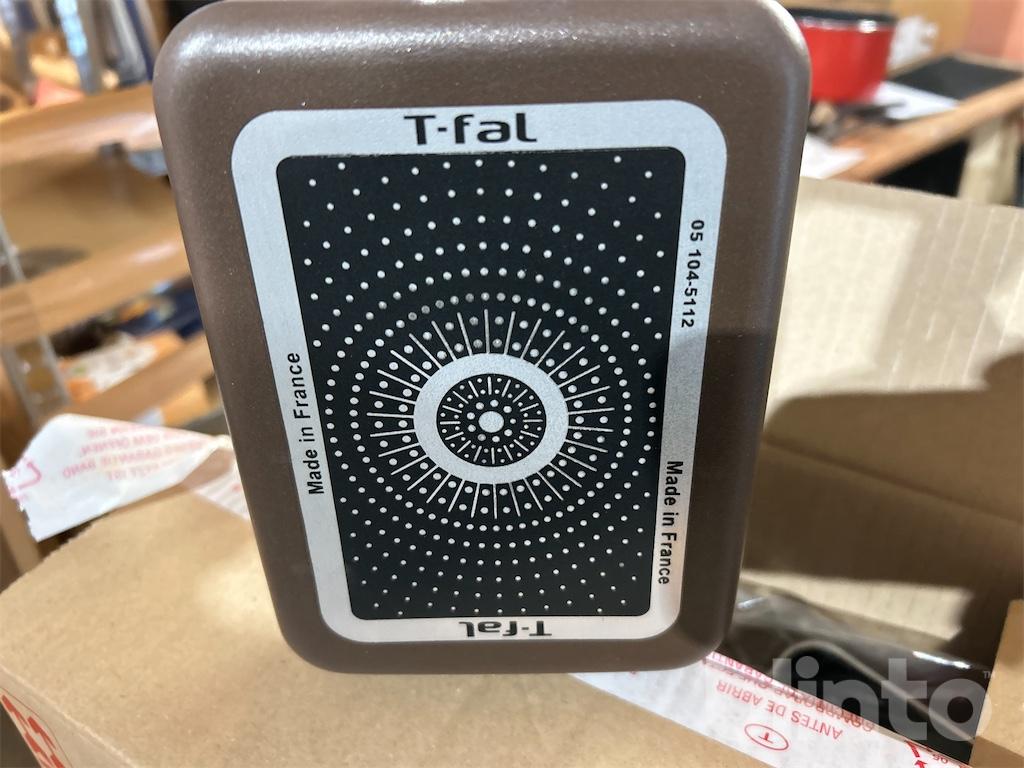 T-fal
05 104-5112
Made in France
Made in France
T-fal
ANTES DE ABRIR
T
linto